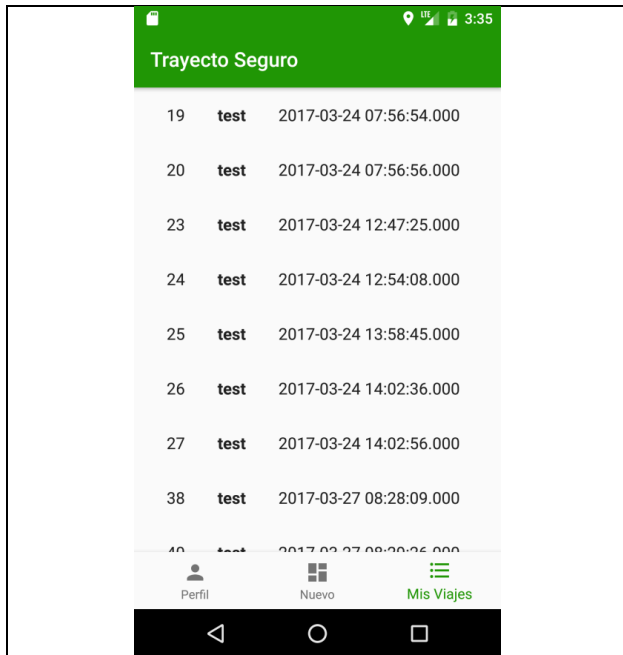 LTE 3:35
Trayecto Seguro
19 test 2017-03-24 07:56:54.000
20 test 2017-03-24 07:56:56.000
23 test 2017-03-24 12:47:25.000
24 test 2017-03-24 12:54:08.000
25 test 2017-03-24 13:58:45.000
26 test 2017-03-24 14:02:36.000
27 test 2017-03-24 14:02:56.000
38 test 2017-03-27 08:28:09.000
Perfil Nuevo Mis Viajes